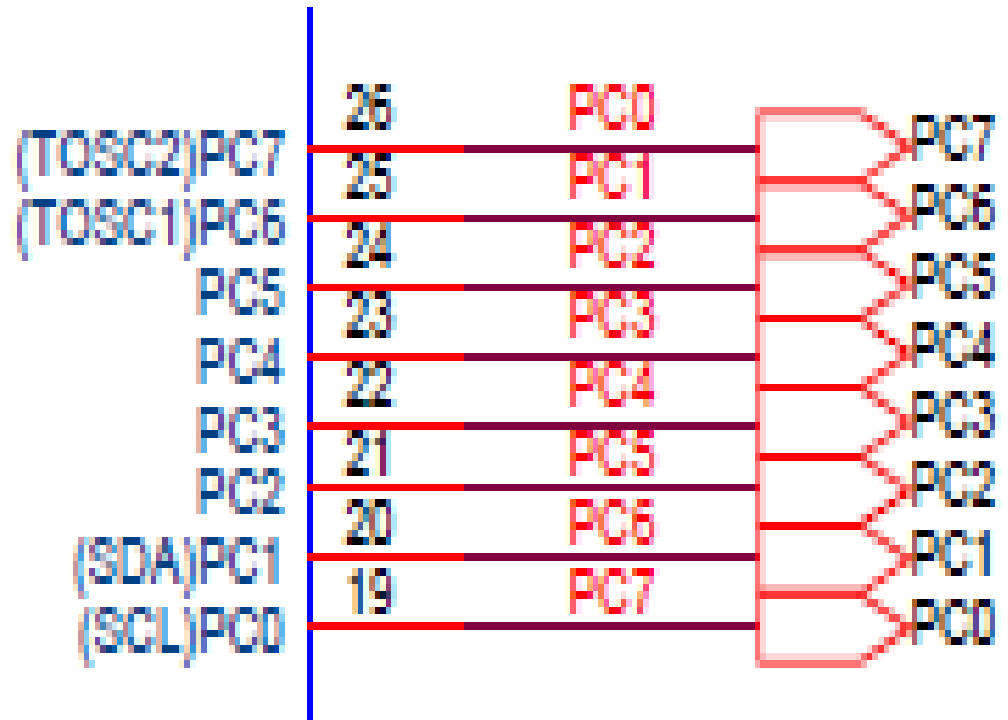 26 PC0
(TOSC2)PC7 PC7
25 PC1
(TOSC1)PC6 PC6
24 PC2
PC5 PC5
23 PC3
PC4 PC4
22 PC4
PC3 PC3
21 PC5
PC2 PC2
20 PC6
(SDA)PC1 PC1
19 PC7
(SCL)PC0 PC0